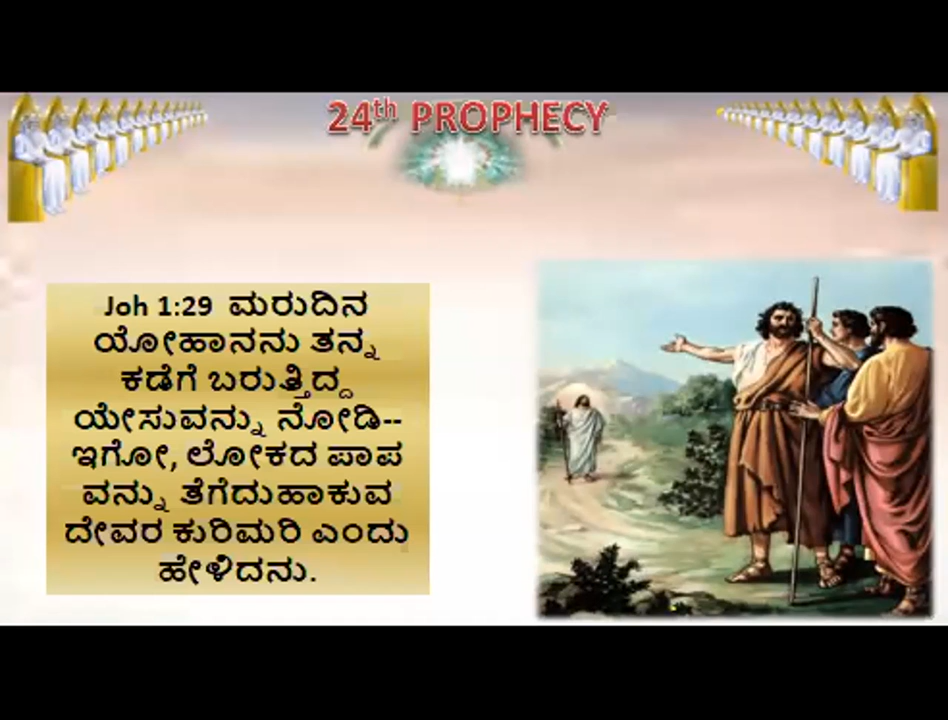 24th PROPHECY
Joh 1:29 ಮರುದಿನ
ಯೋಹಾನನು ತನ್ನ
ಕಡೆಗೆ ಬರುತ್ತಿದ್ದ
ಯೇಸುವನ್ನು ನೋಡಿ--
ಇಗೋ, ಲೋಕದ ಪಾಪ
ವನ್ನು ತೆಗೆದುಹಾಕುವ
ದೇವರ ಕುರಿಮರಿ ಎಂದು
ಹೇಳಿದನು.